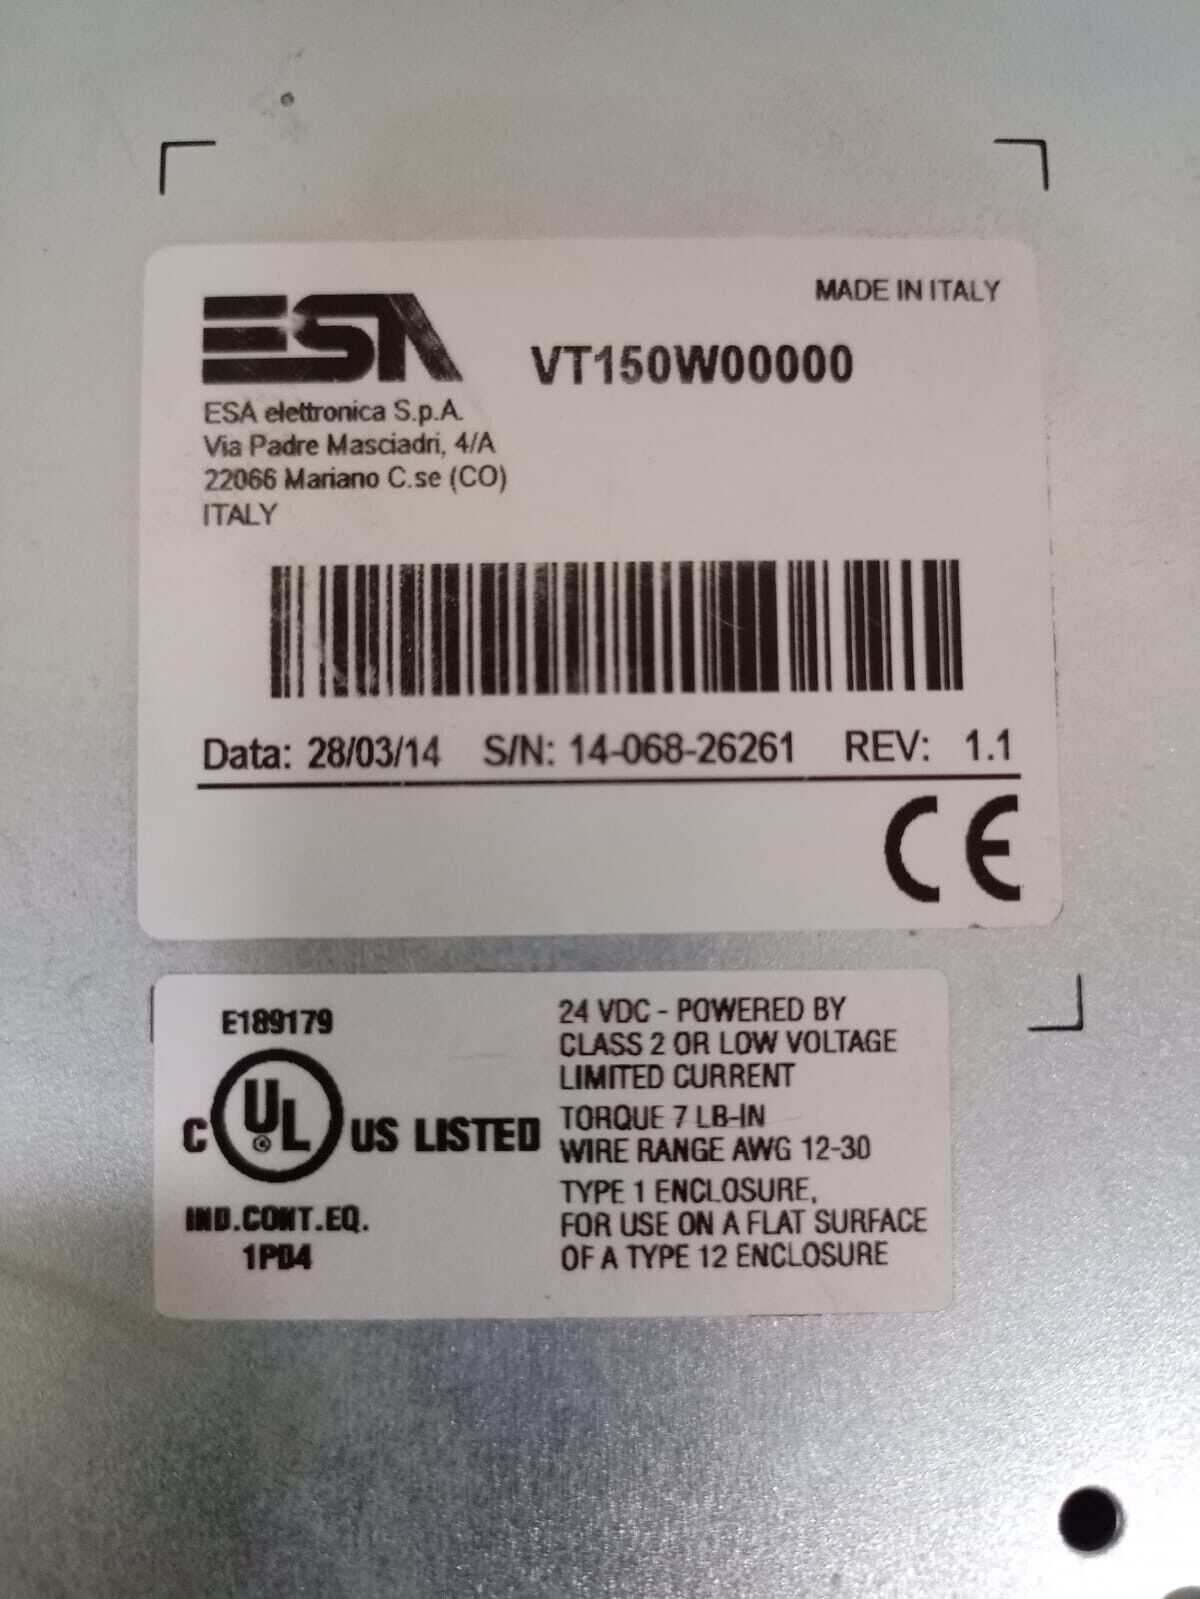 MADE IN ITALY
ESA
VT150W00000
ESA elettronica S.p.A.
Via Padre Masciadri, 4/A
22066 Mariano C.se (CO)
ITALY
Data: 28/03/14 S/N: 14-068-26261 REV: 1.1
CE
E189179
C UL US LISTED
IND.CONT.EQ.
1PD4
24 VDC - POWERED BY
CLASS 2 OR LOW VOLTAGE
LIMITED CURRENT
TORQUE 7 LB-IN
WIRE RANGE AWG 12-30
TYPE 1 ENCLOSURE,
FOR USE ON A FLAT SURFACE
OF A TYPE 12 ENCLOSURE